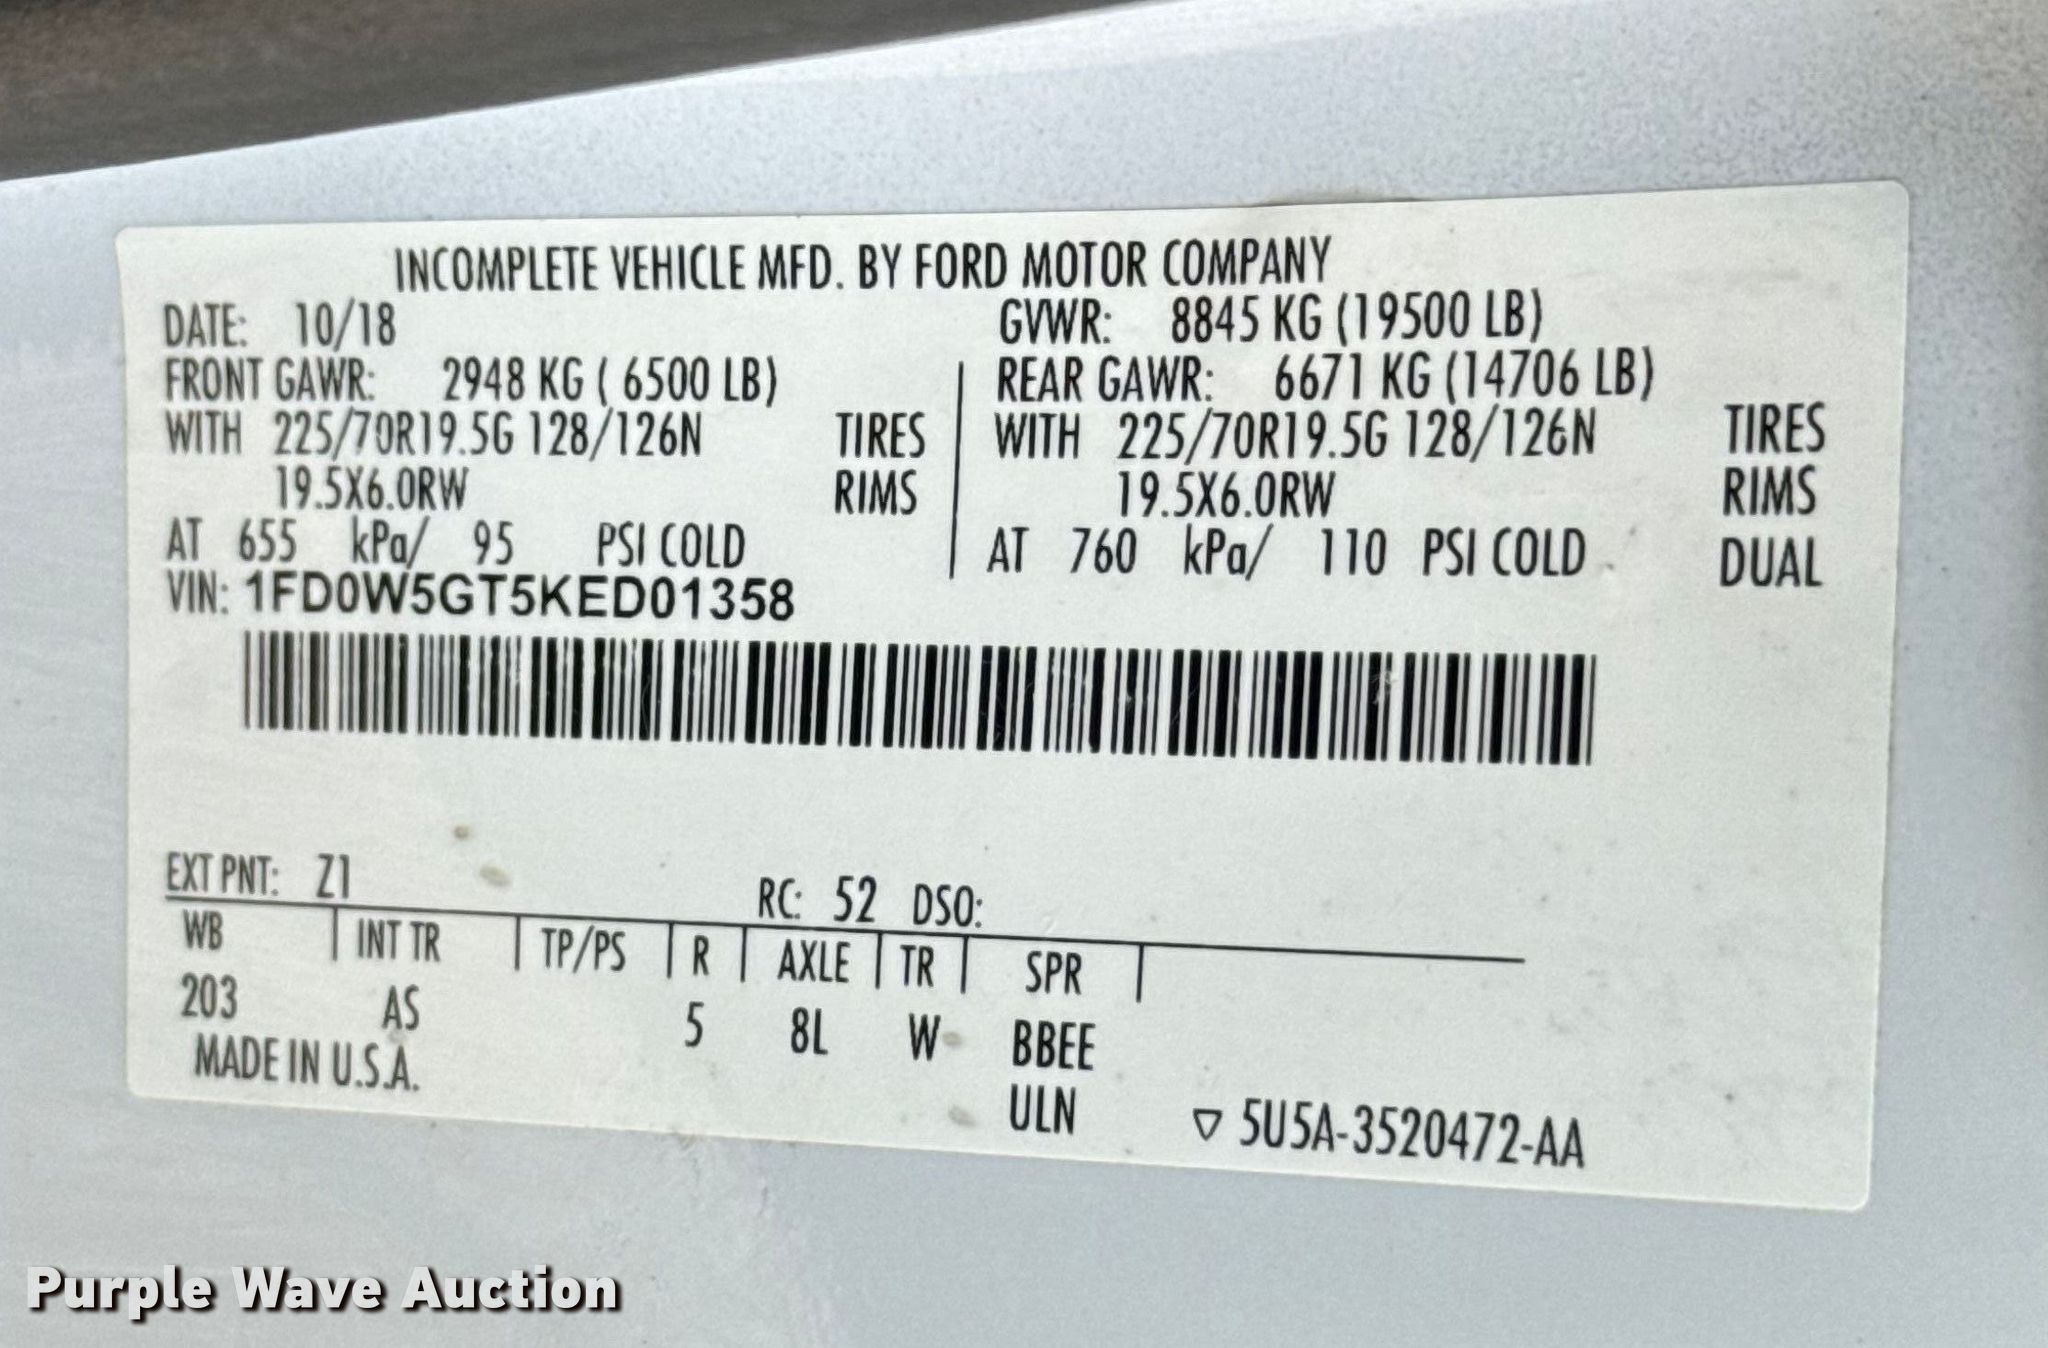 INCOMPLETE VEHICLE MFD. BY FORD MOTOR COMPANY
DATE: 10/18 GVWR: 8845 KG (19500 LB)
FRONT GAWR: 2948 KG ( 6500 LB) REAR GAWR: 6671 KG (14706 LB)
WITH 225/70R19.5G 128/126N TIRES WITH 225/70R19.5G 128/126N TIRES
19.5X6.0RW RIMS 19.5X6.0RW RIMS
AT 655 kPa/ 95 PSI COLD AT 760 kPa/ 110 PSI COLD DUAL
VIN: 1FD0W5GT5KED01358
EXT PNT: Z1 RC: 52 DSO:
WB INT TR TP/PS R AXLE TR SPR
203 AS 5 8L W BBEE
MADE IN U.S.A. ULN ▽ 5U5A-3520472-AA
Purple Wave Auction